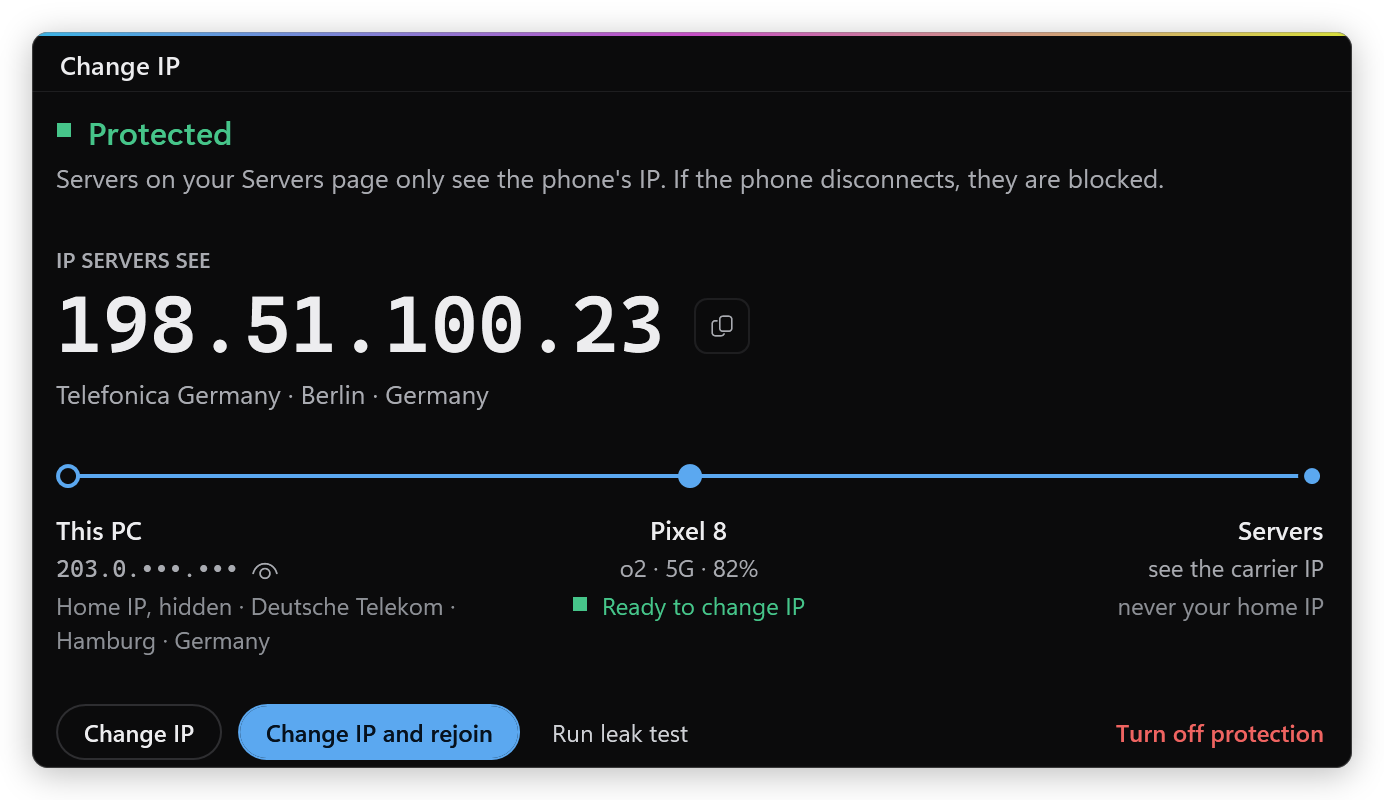 Change IP
Protected
Servers on your Servers page only see the phone's IP. If the phone disconnects, they are blocked.
IP SERVERS SEE
198.51.100.23
Telefonica Germany · Berlin · Germany
This PC
203.0.•••.•••
Home IP, hidden · Deutsche Telekom ·
Hamburg · Germany
Pixel 8
o2 · 5G · 82%
Ready to change IP
Servers
see the carrier IP
never your home IP
Change IP
Change IP and rejoin
Run leak test
Turn off protection